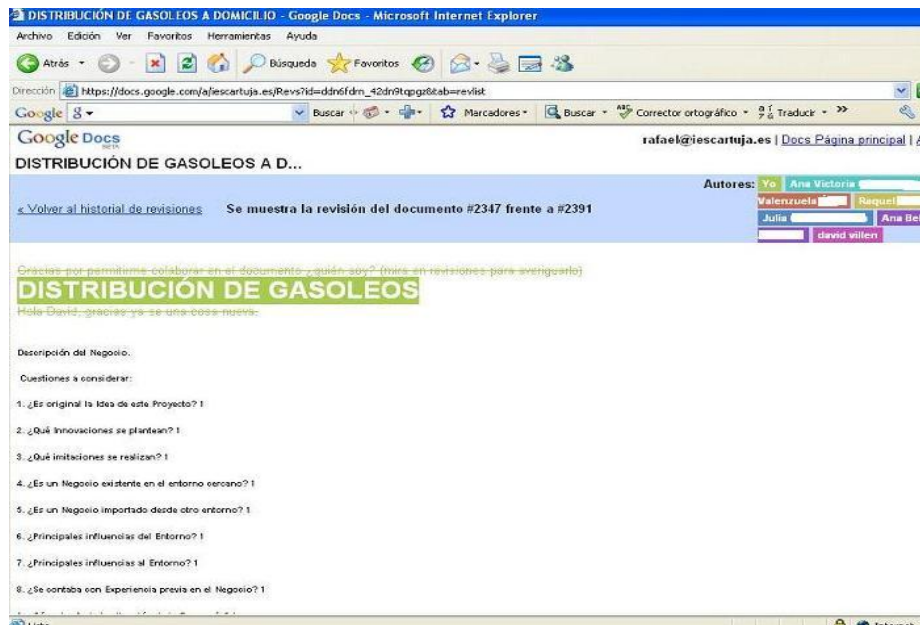 DISTRIBUCIÓN DE GASOLEOS A DOMICILIO - Google Docs - Microsoft Internet Explorer
Archivo Edición Ver Favoritos Herramientas Ayuda
Atrás Búsqueda Favoritos
Dirección https://docs.google.com/a/iescartuja.es/Revs?id=ddn6fdrn_42dn9tqpgz&tab=revlist
Google Buscar Marcadores Buscar Corrector ortográfico Traducir »
Google Docs BETA rafael@iescartuja.es | Docs Página principal |
DISTRIBUCIÓN DE GASOLEOS A D...
Autores: Yo Ana Victoria
Valenzuela Raquel
« Volver al historial de revisiones Se muestra la revisión del documento #2347 frente a #2391
Julia Ana Bel
david villen
Gracias por permitirme colaborar en el documento ¿quién soy? (mira en revisiones para averiguarlo)
DISTRIBUCIÓN DE GASOLEOS
Hola David, gracias ya se una cosa nueva.
Descripción del Negocio.
Cuestiones a considerar:
1. ¿Es original la Idea de este Proyecto? 1
2. ¿Qué Innovaciones se plantean? 1
3. ¿Qué imitaciones se realizan? 1
4. ¿Es un Negocio existente en el entorno cercano? 1
5. ¿Es un Negocio importado desde otro entorno? 1
6. ¿Principales influencias del Entorno? 1
7. ¿Principales influencias al Entorno? 1
8. ¿Se contaba con Experiencia previa en el Negocio? 1